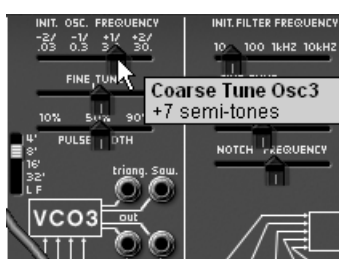 INIT. OSC. FREQUENCY
INIT. FILTER FREQ
-2/ -1/ +1/ +2/
.03 0.3 3 30.
10 100 1kHZ 10kHZ
FINE TUNE
Coarse Tune Osc3
+7 semi-tones
10% 50% 90
PULSE WIDTH
NOTCH FREQUENCY
4'
8'
16'
32'
L F
triang. Saw.
VCO3
out